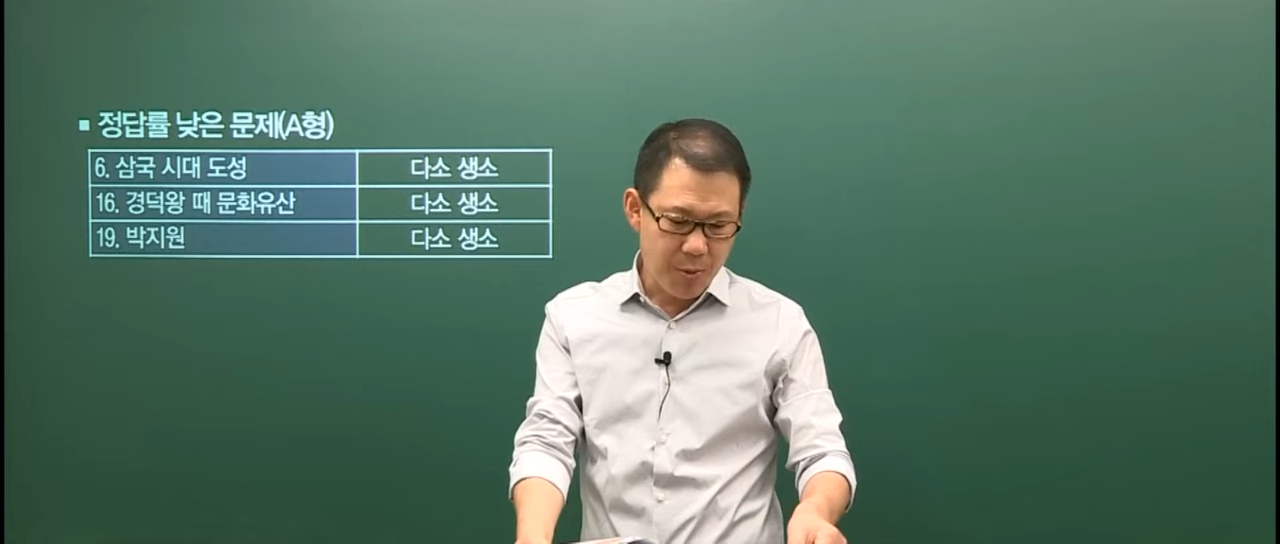 ▪ 정답률 낮은 문제(A형)
6. 삼국 시대 도성 다소 생소
16. 경덕왕 때 문화유산 다소 생소
19. 박지원 다소 생소